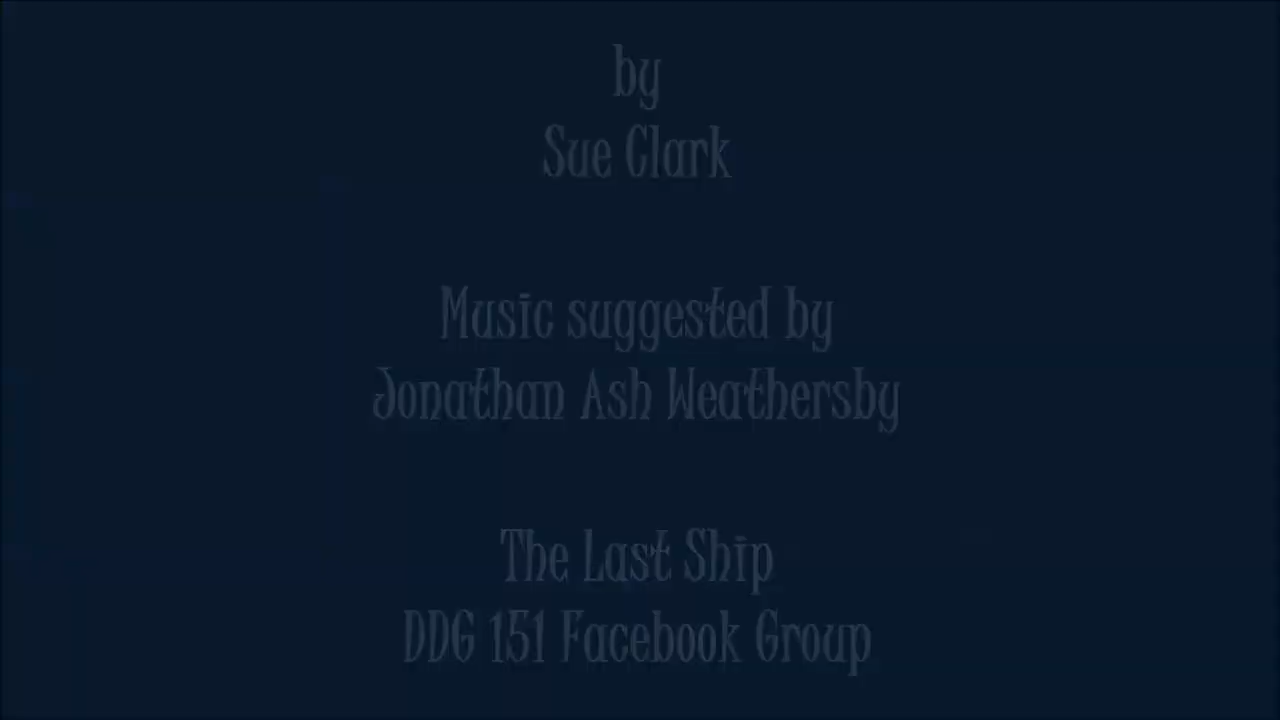 by
Sue Clark
Music suggested by
Jonathan Ash Weathersby
The Last Ship
DDG 151 Facebook Group